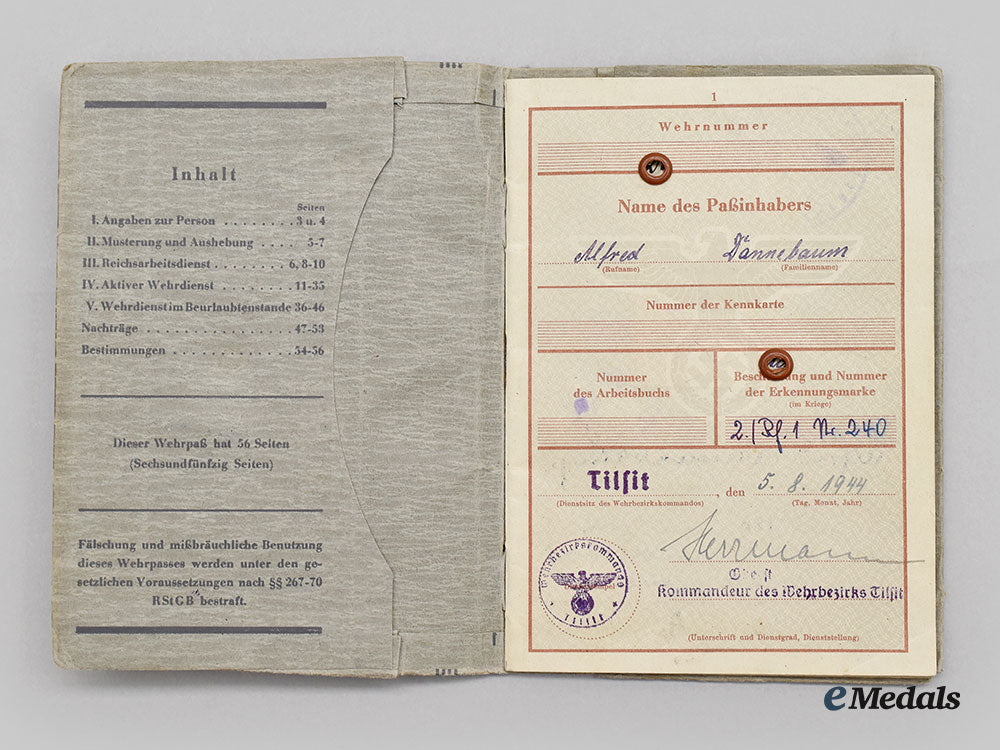 Inhalt
Seiten
I. Angaben zur Person . . . . . . . . 3 u. 4
II. Musterung und Aushebung . . . . 5-7
III. Reichsarbeitsdienst . . . . . . . 6, 8-10
IV. Aktiver Wehrdienst . . . . . . . 11-35
V. Wehrdienst im Beurlaubtenstande 36-46
Nachträge . . . . . . . . . . . . . . 47-53
Bestimmungen . . . . . . . . . . . 54-56
Dieser Wehrpaß hat 56 Seiten
(Sechsundfünfzig Seiten)
Fälschung und mißbräuchliche Benutzung
dieses Wehrpasses werden unter den ge-
setzlichen Voraussetzungen nach §§ 267-70
RStGB bestraft.
1
Wehrnummer
Name des Paßinhabers
Alfred Dannebaum
(Rufname) (Familienname)
Nummer der Kennkarte
Nummer
des Arbeitsbuchs
und Nummer
der Erkennungsmarke
(im Kriege)
2./Pf. 1 Nr. 240
Tilsit, den 5. 8. 1944
(Dienstsitz des Wehrbezirkskommandos) (Tag, Monat, Jahr)
Herrmann
Oberst
Kommandeur des Wehrbezirks Tilsit
Wehrbezirkskommando
(Unterschrift und Dienstgrad, Dienststellung)
eMedals